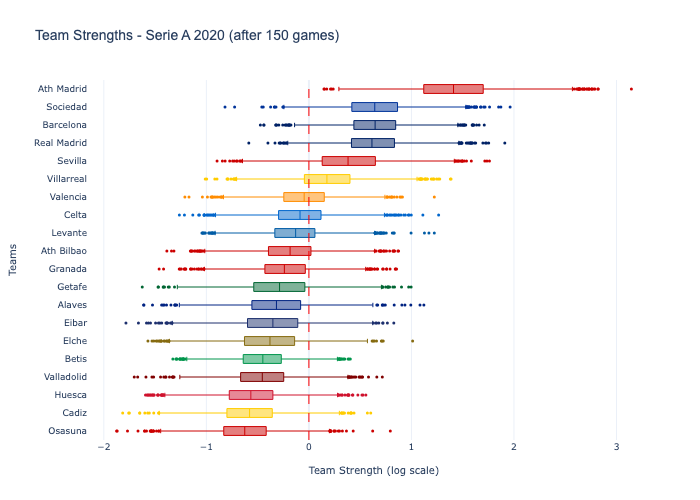 Team Strengths - Serie A 2020 (after 150 games)
Teams
Ath Madrid
Sociedad
Barcelona
Real Madrid
Sevilla
Villarreal
Valencia
Celta
Levante
Ath Bilbao
Granada
Getafe
Alaves
Eibar
Elche
Betis
Valladolid
Huesca
Cadiz
Osasuna
−2 −1 0 1 2 3
Team Strength (log scale)